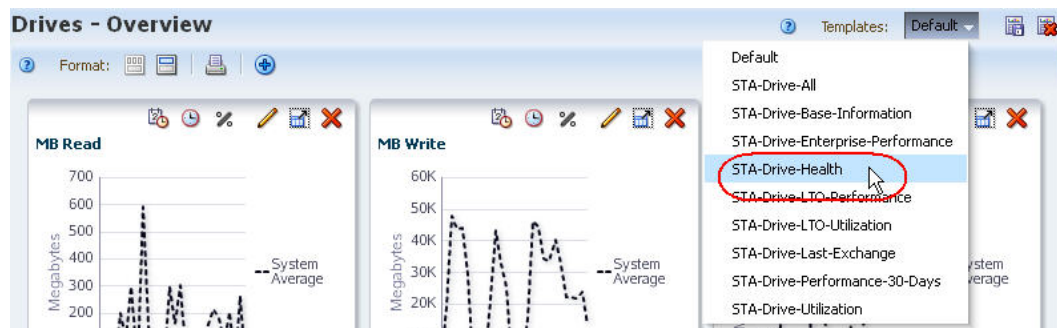 Drives - Overview
Templates: Default
Format:
Default
STA-Drive-All
STA-Drive-Base-Information
STA-Drive-Enterprise-Performance
STA-Drive-Health
STA-Drive-LTO-Performance
STA-Drive-LTO-Utilization
STA-Drive-Last-Exchange
STA-Drive-Performance-30-Days
STA-Drive-Utilization
MB Read
700
600
500
400
300
200
Megabytes
System
Average
MB Write
60K
50K
40K
30K
20K
Megabytes
System
Average
ystem
verage